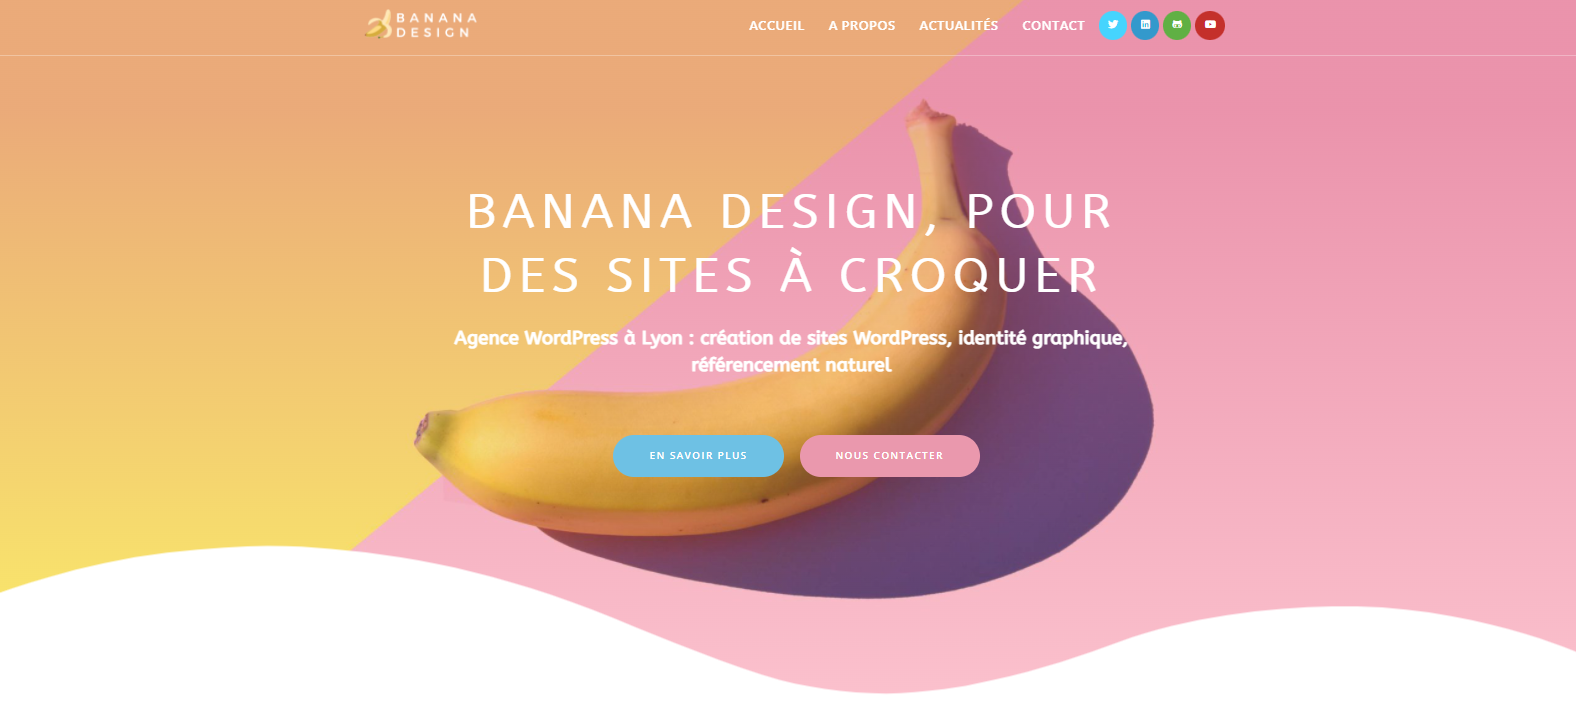 BANANA
DESIGN
ACCUEIL
A PROPOS
ACTUALITÉS
CONTACT
BANANA DESIGN, POUR
DES SITES À CROQUER
Agence WordPress à Lyon : création de sites WordPress, identité graphique,
référencement naturel
EN SAVOIR PLUS
NOUS CONTACTER